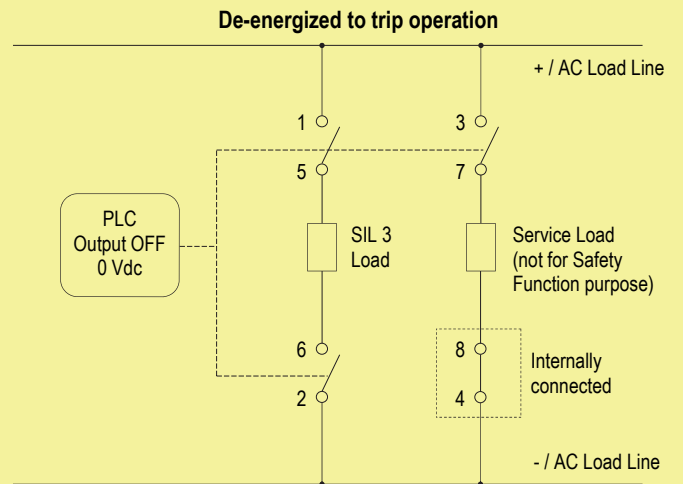 De-energized to trip operation
+ / AC Load Line
1
3
5
7
PLC
Output OFF
0 Vdc
SIL 3
Load
Service Load
(not for Safety
Function purpose)
6
8
Internally
connected
2
4
- / AC Load Line